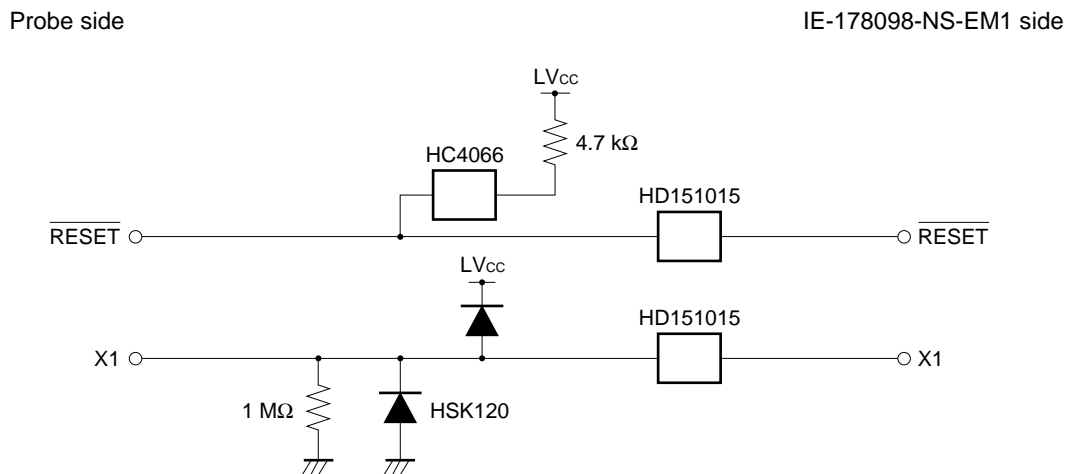 Probe side
IE-178098-NS-EM1 side
LVCC
4.7 kΩ
HC4066
HD151015
RESET
RESET
LVCC
HD151015
X1
X1
1 MΩ
HSK120